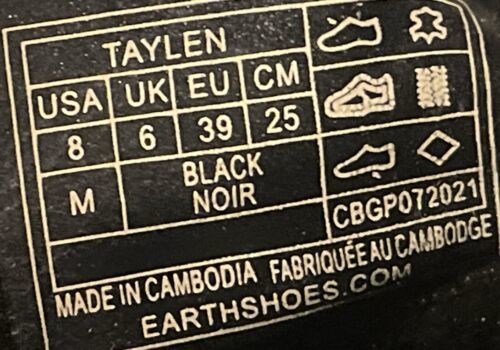 TAYLEN
USA UK EU CM
8 6 39 25
M BLACK
NOIR
CBGP072021
MADE IN CAMBODIA FABRIQUÉE AU CAMBODGE
EARTHSHOES.COM